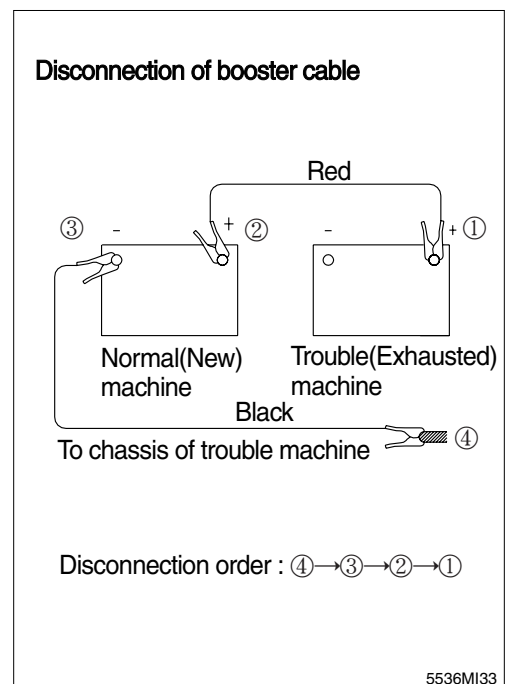 Disconnection of booster cable
Red
③ - + ② - + ①
Normal(New)
machine
Trouble(Exhausted)
machine
Black
To chassis of trouble machine ④
Disconnection order : ④→③→②→①
5536MI33